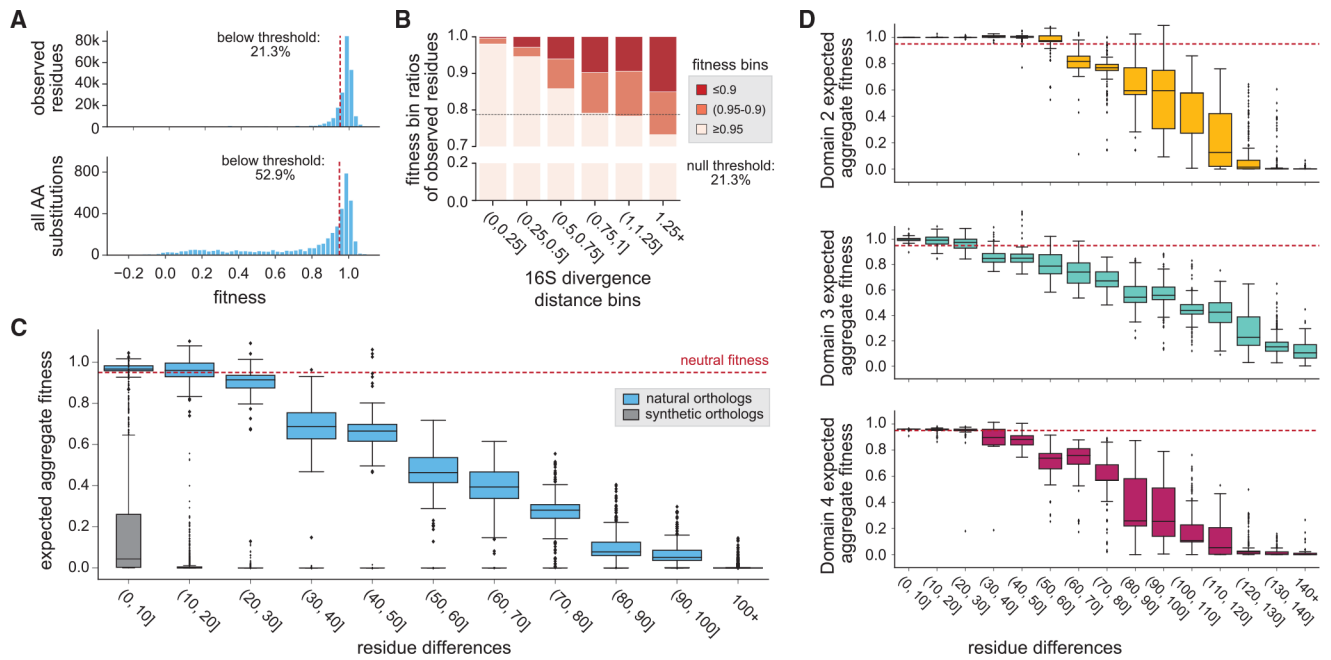 A
observed
residues
80k
60k
40k
20k
0
below threshold:
21.3%
all AA
substitutions
800
400
0
below threshold:
52.9%
-0.2
0.0
0.2
0.4
0.6
0.8
1.0
fitness
B
fitness bin ratios
of observed residues
1.0
0.9
0.8
0.7
0.2
0.0
(0,0.25]
(0.25,0.5]
(0.5,0.75]
(0.75,1]
(1,1.25]
1.25+
16S divergence
distance bins
fitness bins
≤0.9
(0.95-0.9)
≥0.95
null threshold:
21.3%
C
expected aggregate fitness
1.0
0.8
0.6
0.4
0.2
0.0
neutral fitness
natural orthologs
synthetic orthologs
(0, 10]
(10, 20]
(20, 30]
(30, 40]
(40, 50]
(50, 60]
(60, 70]
(70, 80]
(80, 90]
(90, 100]
100+
residue differences
D
Domain 2 expected
aggregate fitness
1.0
0.8
0.6
0.4
0.2
0.0
Domain 3 expected
aggregate fitness
1.0
0.8
0.6
0.4
0.2
0.0
Domain 4 expected
aggregate fitness
1.0
0.8
0.6
0.4
0.2
0.0
(0, 10]
(10, 20]
(20, 30]
(30, 40]
(40, 50]
(50, 60]
(60, 70]
(70, 80]
(80, 90]
(90, 100]
(100, 110]
(110, 120]
(120, 130]
(130, 140]
140+
residue differences